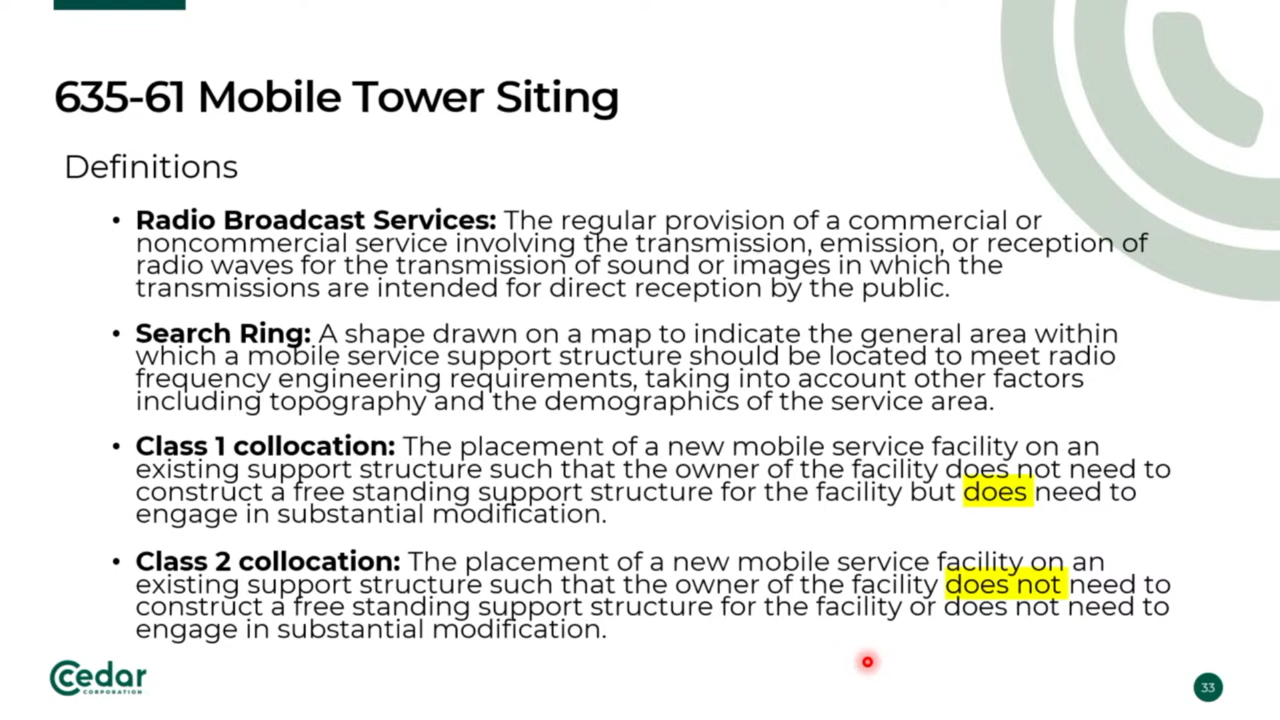 635-61 Mobile Tower Siting
Definitions
• Radio Broadcast Services: The regular provision of a commercial or
noncommercial service involving the transmission, emission, or reception of
radio waves for the transmission of sound or images in which the
transmissions are intended for direct reception by the public.
• Search Ring: A shape drawn on a map to indicate the general area within
which a mobile service support structure should be located to meet radio
frequency engineering requirements, taking into account other factors
including topography and the demographics of the service area.
• Class 1 collocation: The placement of a new mobile service facility on an
existing support structure such that the owner of the facility does not need to
construct a free standing support structure for the facility but does need to
engage in substantial modification.
• Class 2 collocation: The placement of a new mobile service facility on an
existing support structure such that the owner of the facility does not need to
construct a free standing support structure for the facility or does not need to
engage in substantial modification.
Cedar
CORPORATION
33